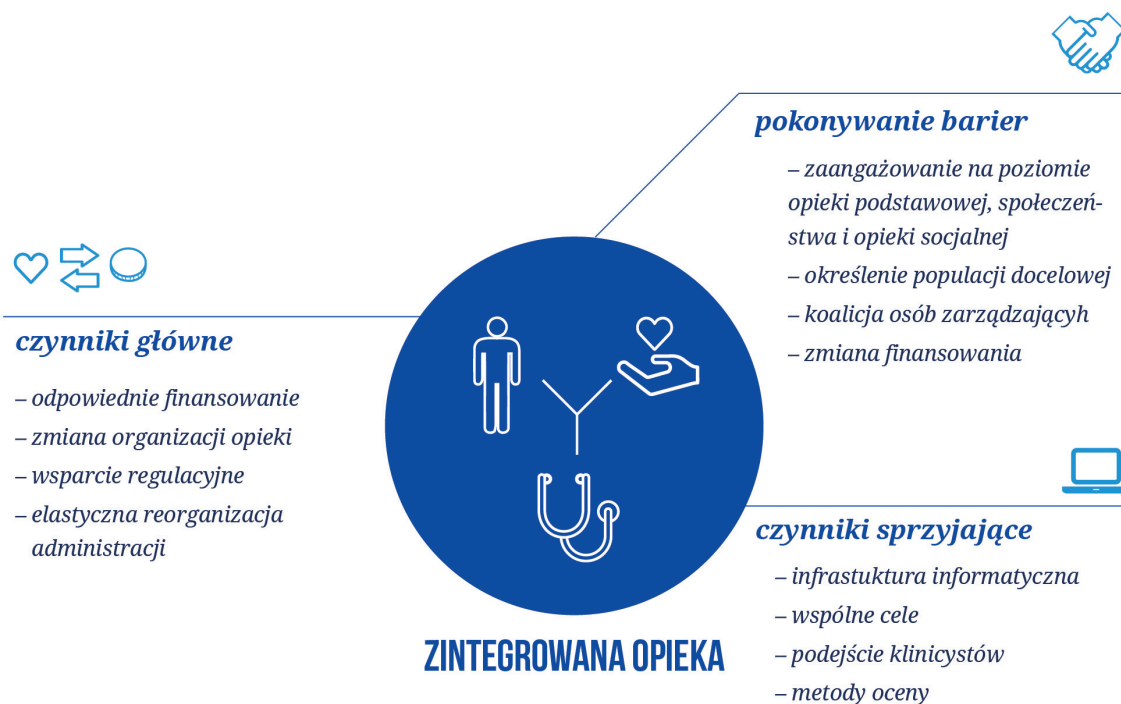 pokonywanie barier
– zaangażowanie na poziomie
opieki podstawowej, społeczeń-
stwa i opieki socjalnej
– określenie populacji docelowej
– koalicja osób zarządzającyh
– zmiana finansowania
czynniki główne
– odpowiednie finansowanie
– zmiana organizacji opieki
– wsparcie regulacyjne
– elastyczna reorganizacja
administracji
czynniki sprzyjające
– infrastuktura informatyczna
– wspólne cele
– podejście klinicystów
– metody oceny
ZINTEGROWANA OPIEKA